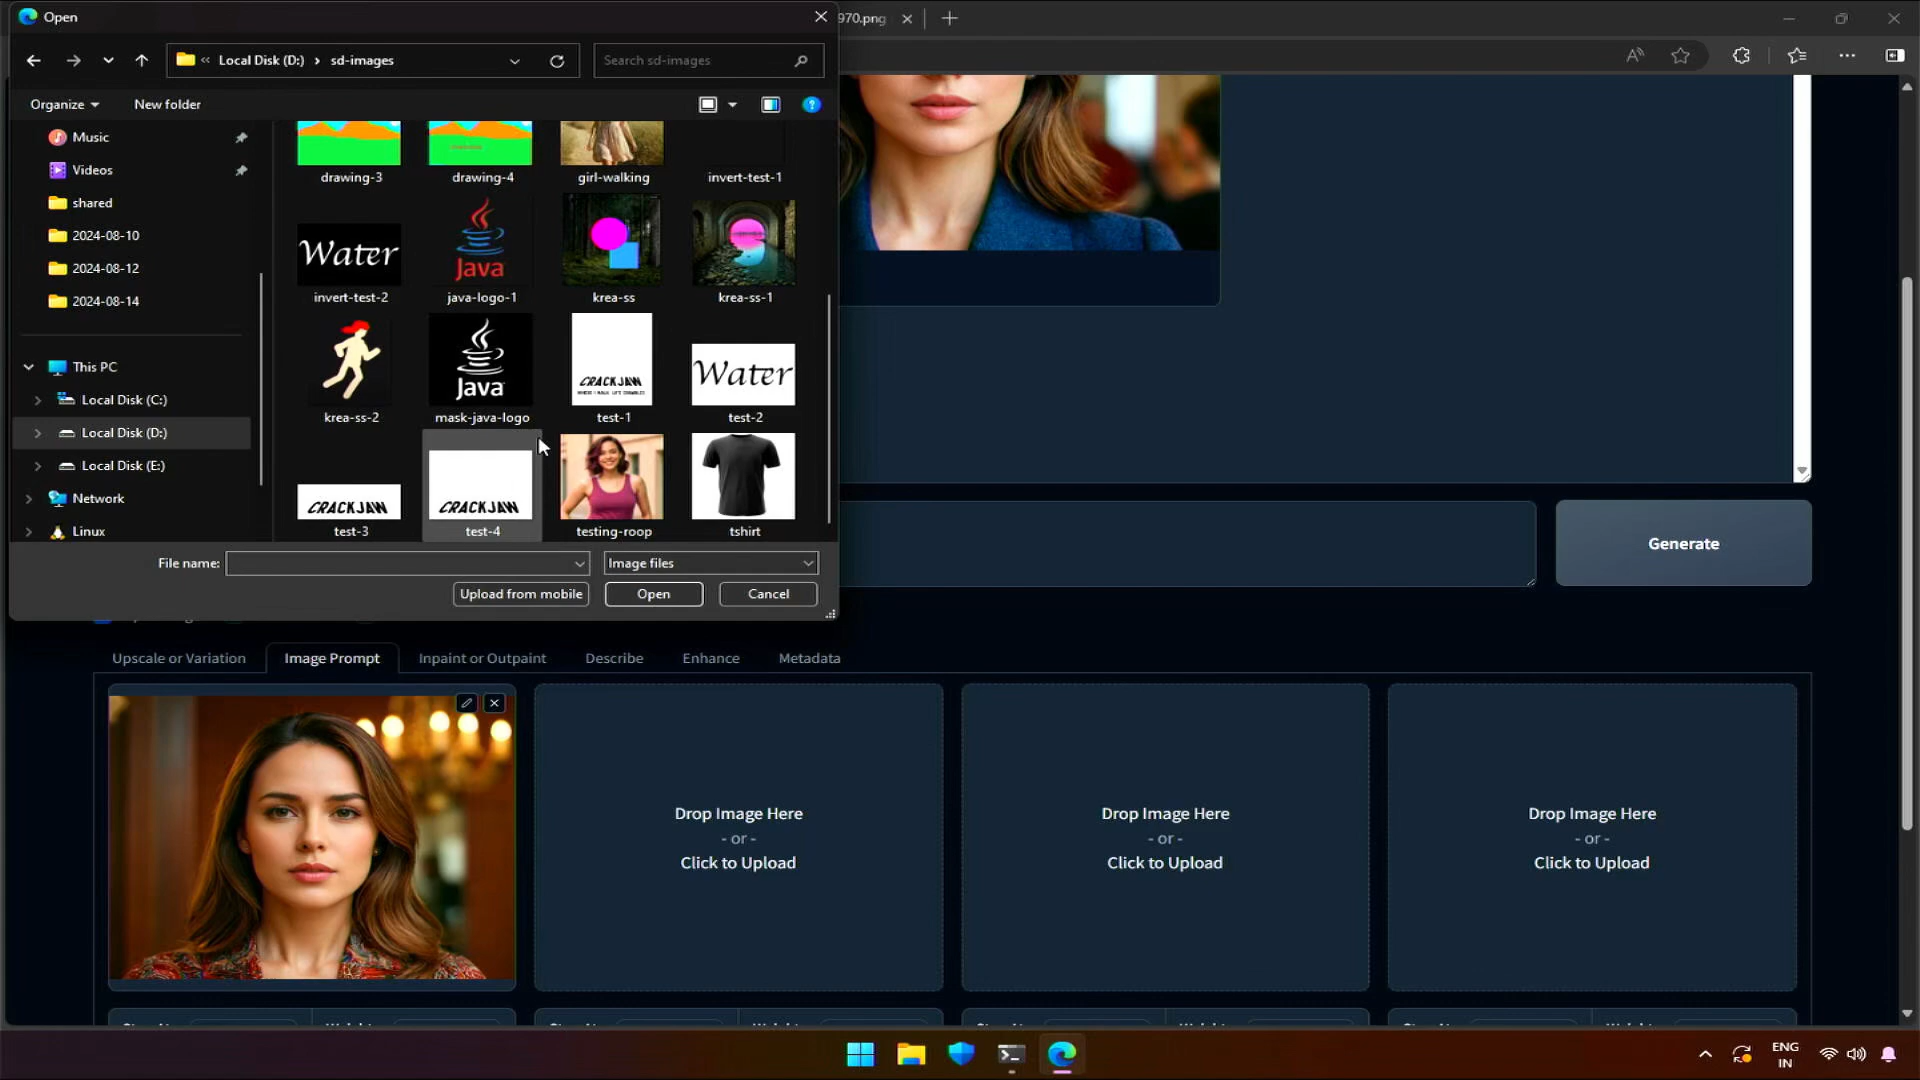 Open
970.png
Local Disk (D:)
sd-images
Search sd-images
Organize
New folder
Music
Videos
shared
2024-08-10
2024-08-12
2024-08-14
This PC
Local Disk (C:)
Local Disk (D:)
Local Disk (E:)
Network
Linux
drawing-3
drawing-4
girl-walking
invert-test-1
Water
Java
invert-test-2
java-logo-1
krea-ss
krea-ss-1
Java
CRACKJAW
Water
krea-ss-2
mask-java-logo
test-1
test-2
CRACKJAW
CRACKJAW
test-3
test-4
testing-roop
tshirt
File name:
Image files
Upload from mobile
Open
Cancel
Generate
Upscale or Variation
Image Prompt
Inpaint or Outpaint
Describe
Enhance
Metadata
Drop Image Here
- or -
Click to Upload
Drop Image Here
- or -
Click to Upload
Drop Image Here
- or -
Click to Upload
ENG
IN